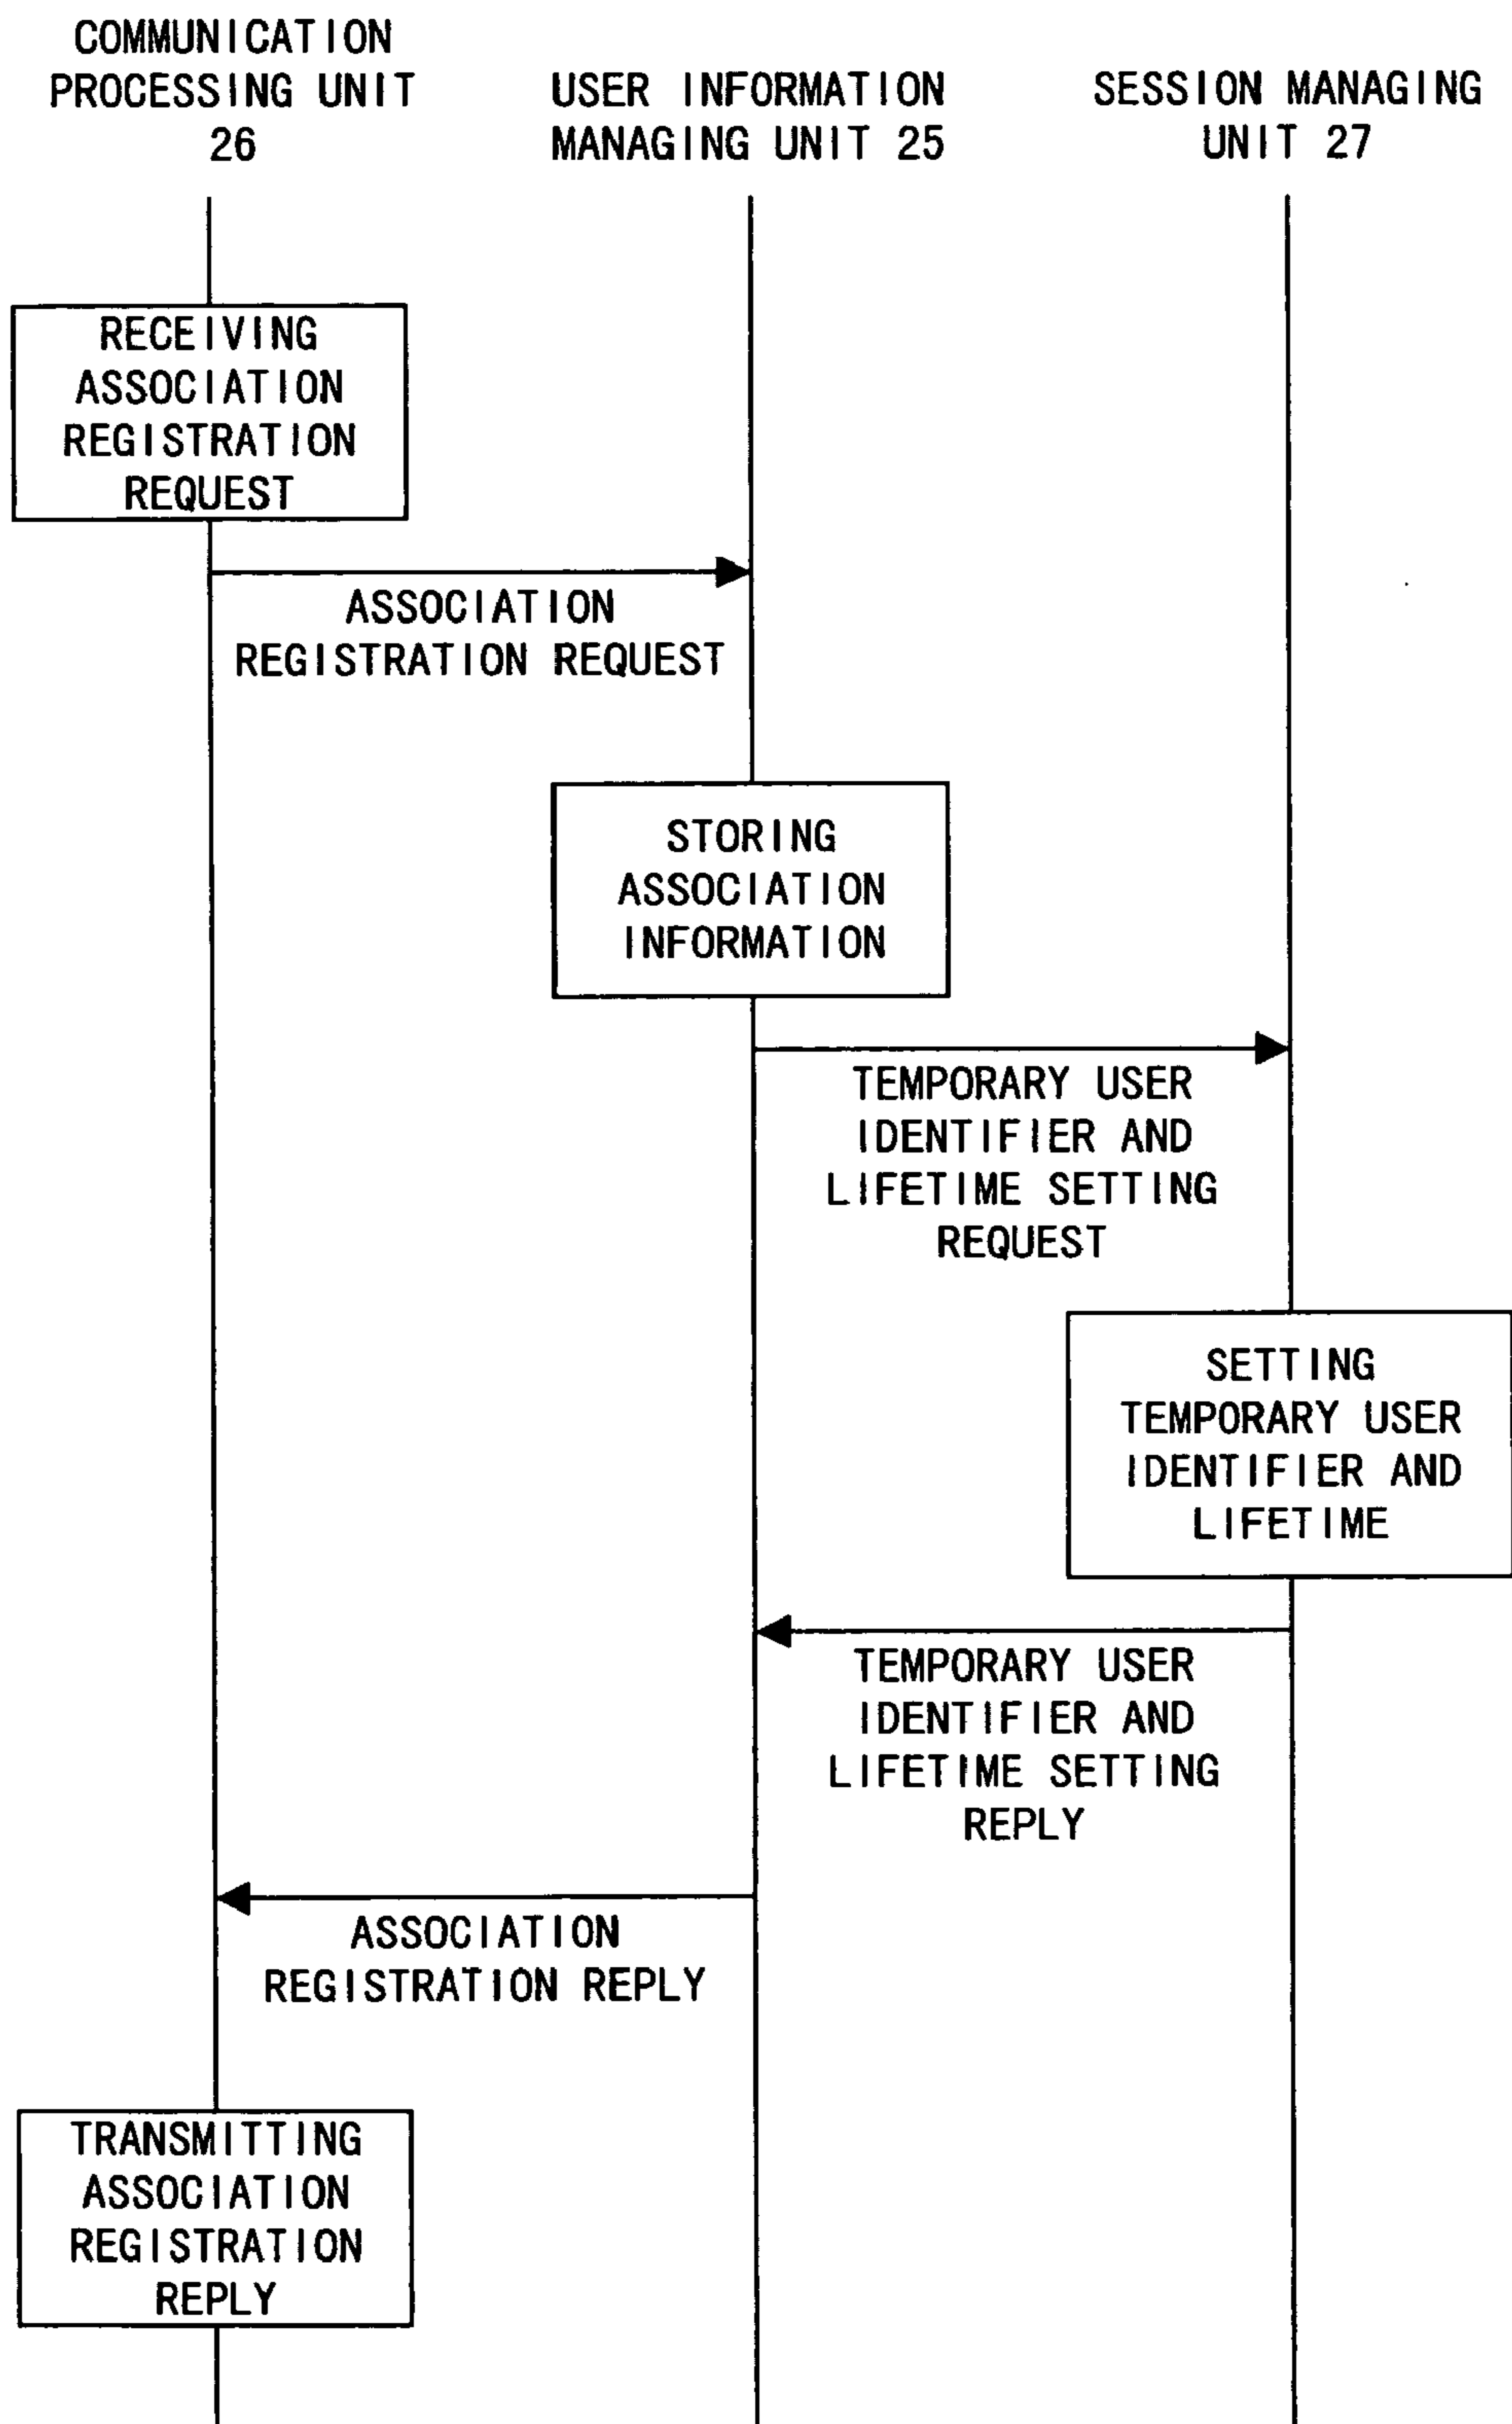 COMMUNICATION
PROCESSING UNIT
26
USER INFORMATION
MANAGING UNIT 25
SESSION MANAGING
UNIT 27
RECEIVING
ASSOCIATION
REGISTRATION
REQUEST
ASSOCIATION
REGISTRATION REQUEST
STORING
ASSOCIATION
INFORMATION
TEMPORARY USER
IDENTIFIER AND
LIFETIME SETTING
REQUEST
SETTING
TEMPORARY USER
IDENTIFIER AND
LIFETIME
TEMPORARY USER
IDENTIFIER AND
LIFETIME SETTING
REPLY
ASSOCIATION
REGISTRATION REPLY
TRANSMITTING
ASSOCIATION
REGISTRATION
REPLY